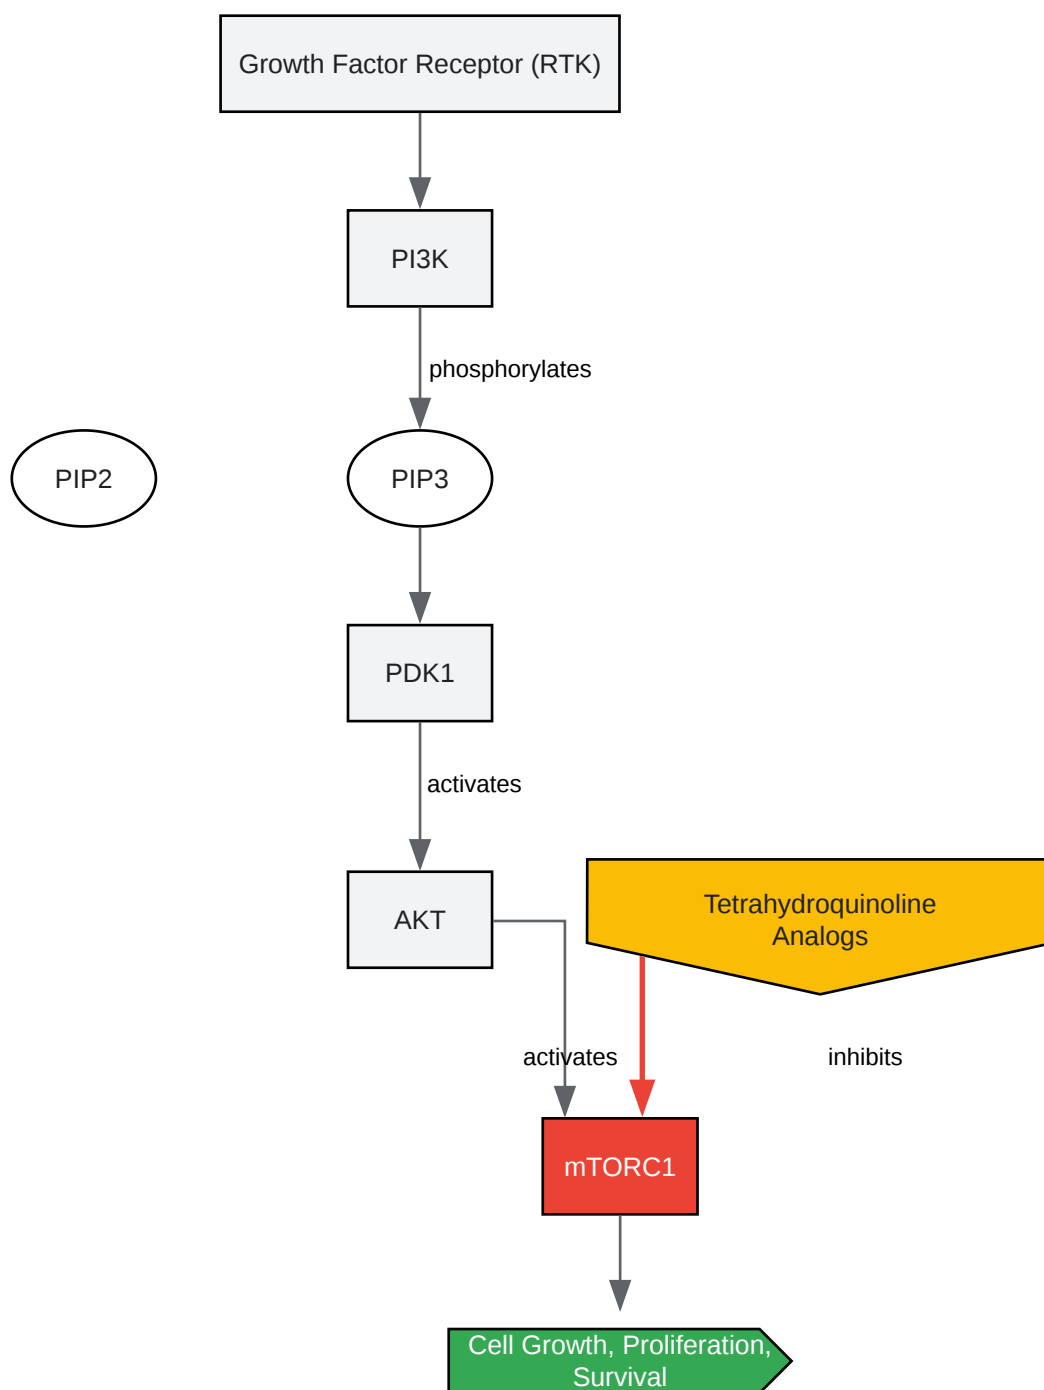 Growth Factor Receptor (RTK)
PI3K
phosphorylates
PIP2
PIP3
PDK1
activates
AKT
Tetrahydroquinoline
Analogs
activates
inhibits
mTORC1
Cell Growth, Proliferation,
Survival